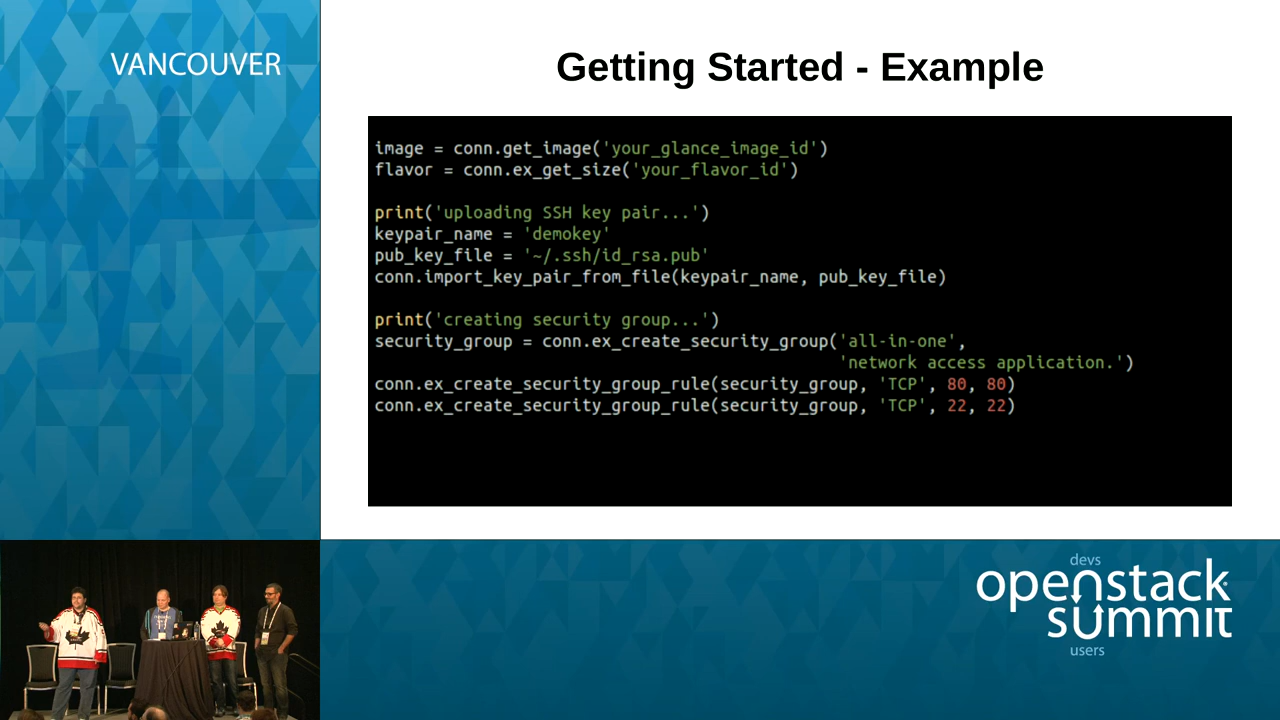 VANCOUVER
Getting Started - Example
image = conn.get_image('your_glance_image_id')
flavor = conn.ex_get_size('your_flavor_id')
print('uploading SSH key pair...')
keypair_name = 'demokey'
pub_key_file = '~/.ssh/id_rsa.pub'
conn.import_key_pair_from_file(keypair_name, pub_key_file)
print('creating security group...')
security_group = conn.ex_create_security_group('all-in-one',
'network access application.')
conn.ex_create_security_group_rule(security_group, 'TCP', 80, 80)
conn.ex_create_security_group_rule(security_group, 'TCP', 22, 22)
devs
openstack
summit
users